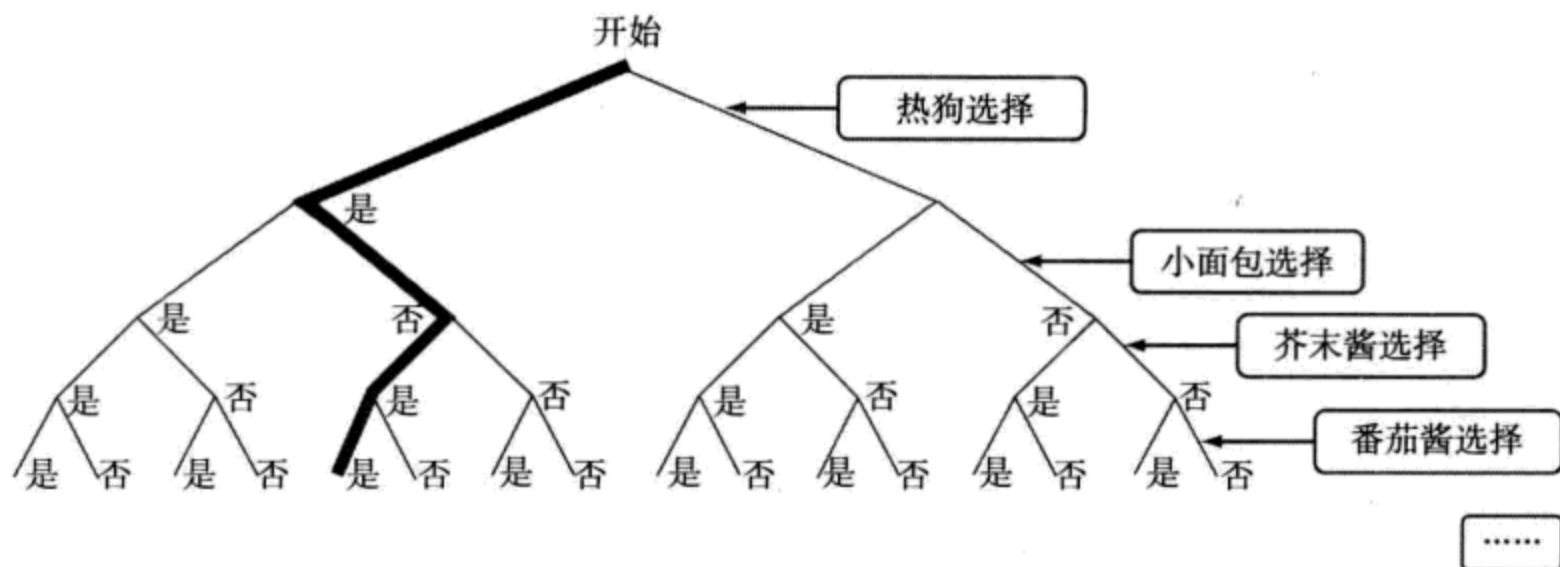 开始
热狗选择
是
小面包选择
是 否 是 否
芥末酱选择
是 否 是 否 是 否 是 否
番茄酱选择
是 否 是 否 是 否 是 否 是 否 是 否 是 否 是 否
……